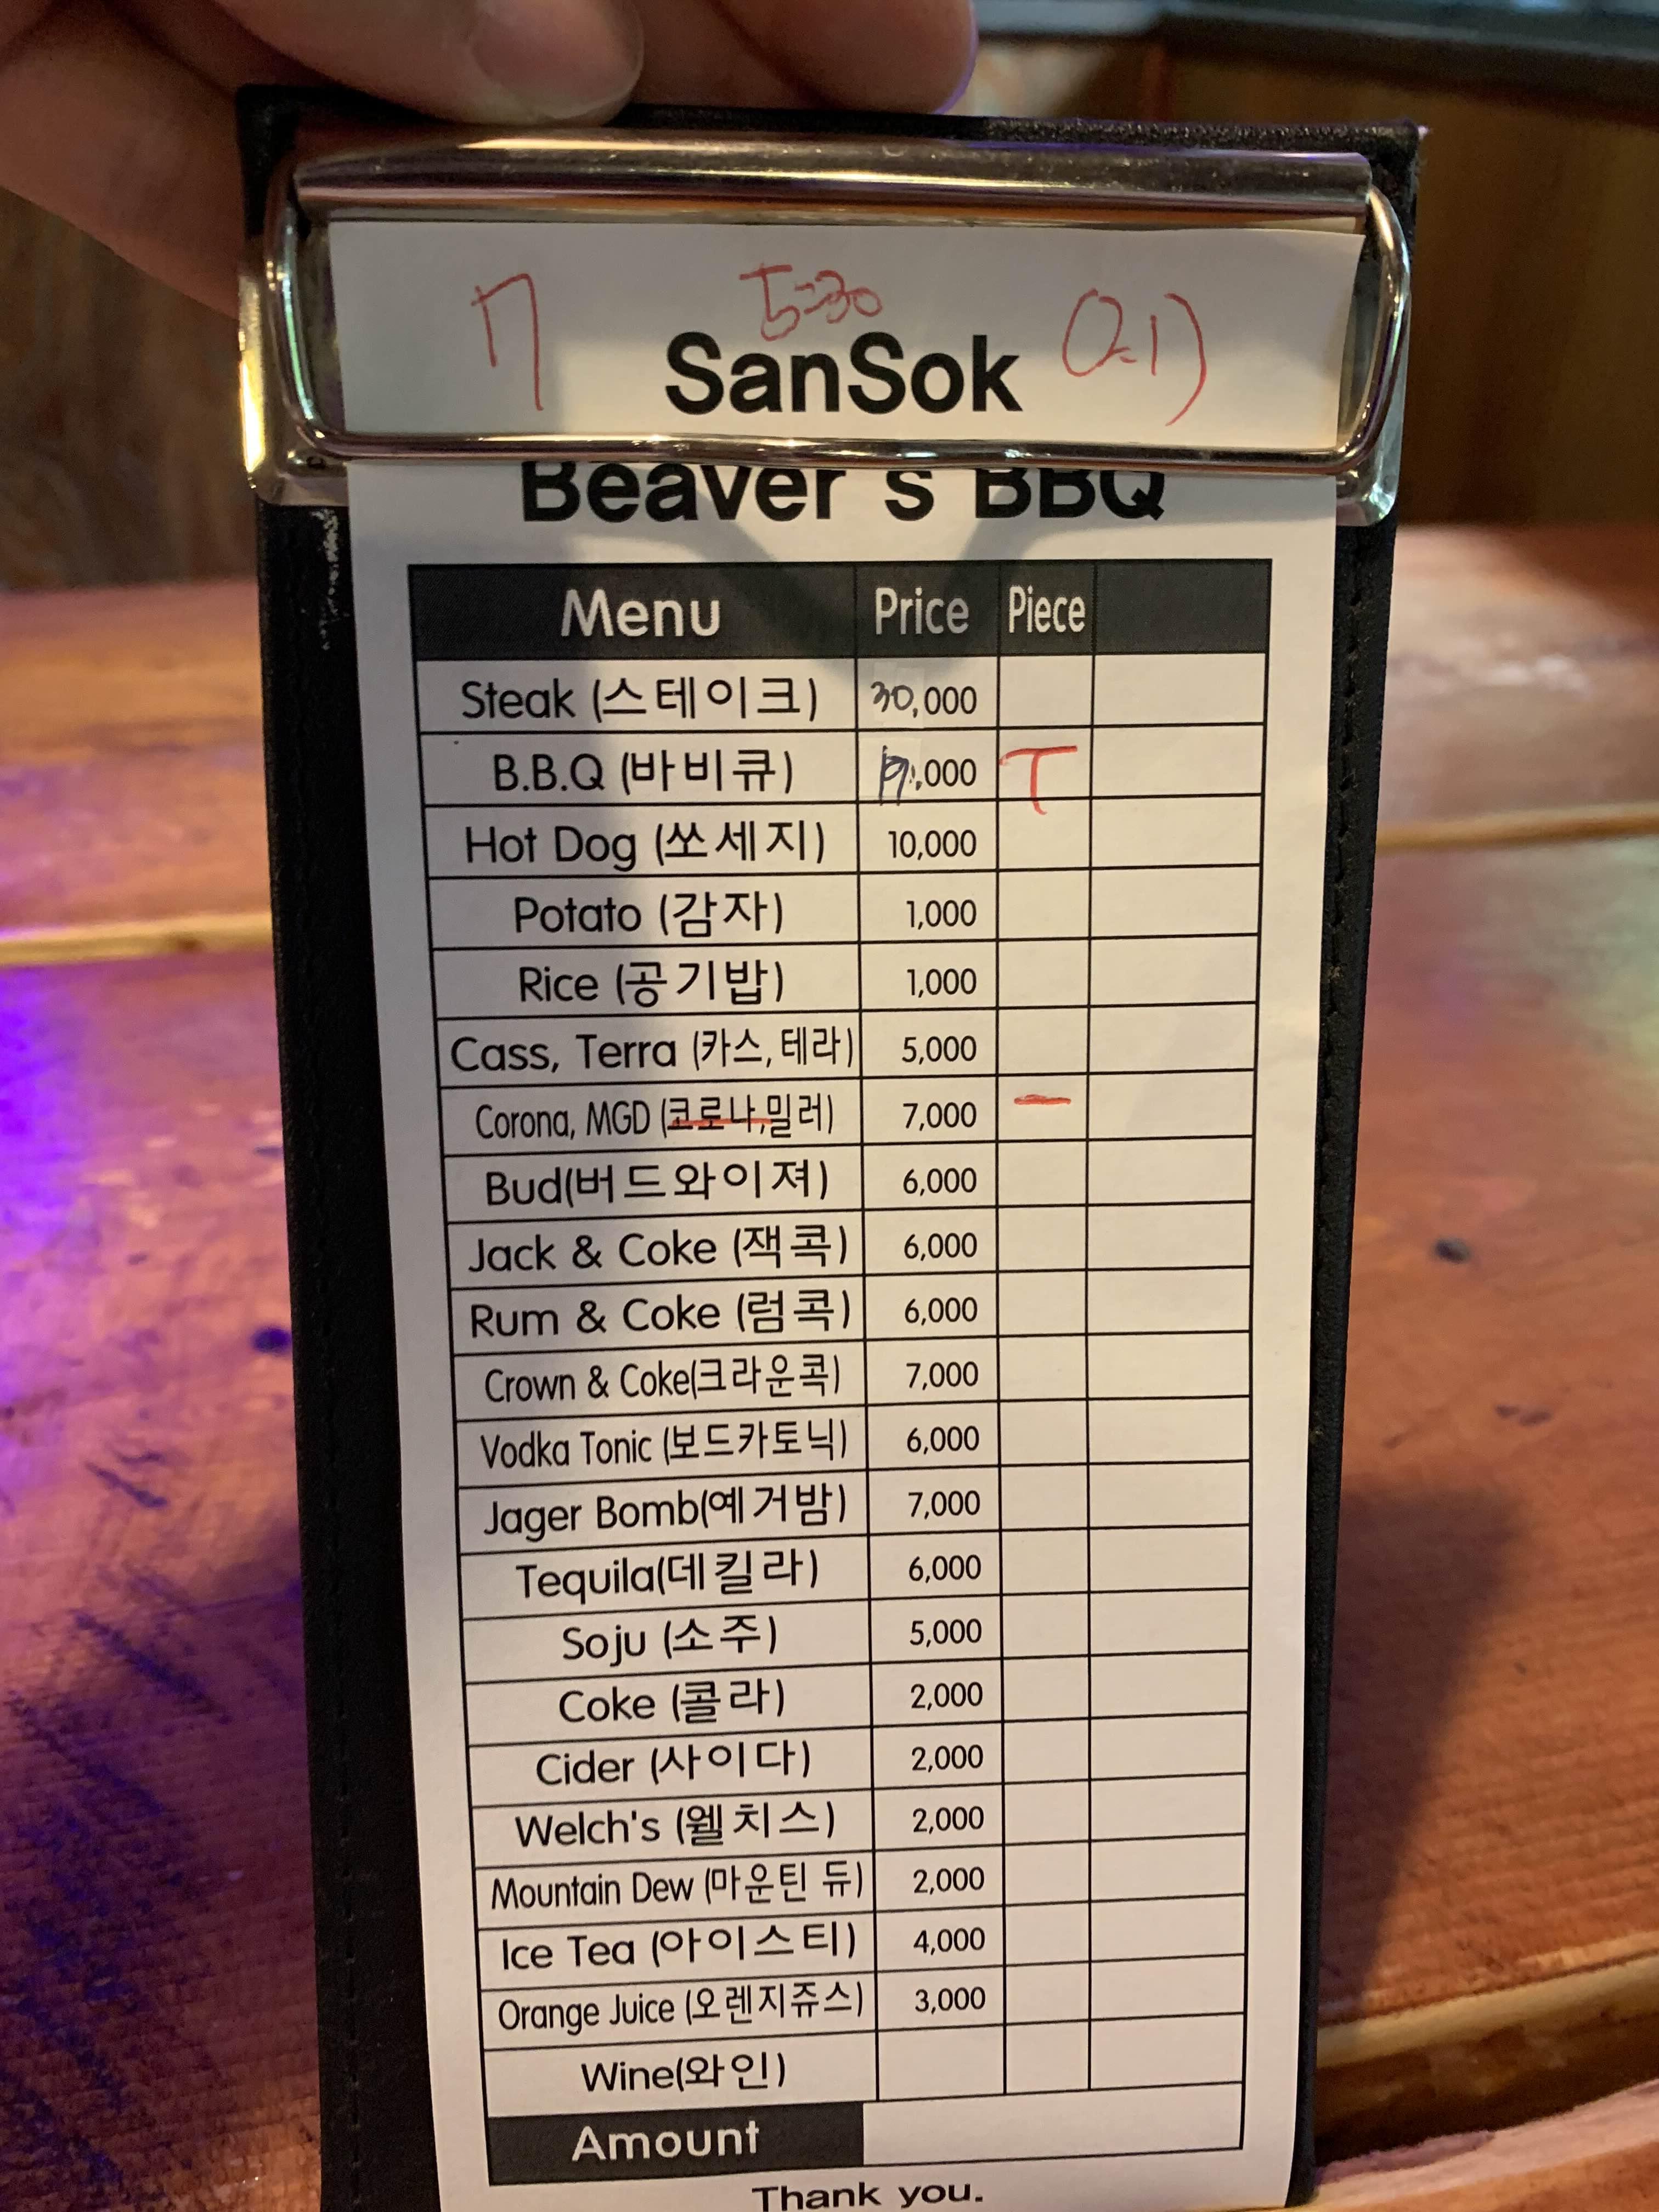 5:30
SanSok
Beaver's BBQ
Menu Price Piece
Steak (스테이크) 30,000
B.B.Q (바비큐) 19,000 T
Hot Dog (쏘세지) 10,000
Potato (감자) 1,000
Rice (공기밥) 1,000
Cass, Terra (카스,테라) 5,000
Corona, MGD (코로나,밀러) 7,000 一
Bud(버드와이져) 6,000
Jack & Coke (잭콕) 6,000
Rum & Coke (럼콕) 6,000
Crown & Coke(크라운콕) 7,000
Vodka Tonic (보드카토닉) 6,000
Jager Bomb(예거밤) 7,000
Tequila(데킬라) 6,000
Soju (소주) 5,000
Coke (콜라) 2,000
Cider (사이다) 2,000
Welch's (웰치스) 2,000
Mountain Dew (마운틴 듀) 2,000
Ice Tea (아이스티) 4,000
Orange Juice (오렌지쥬스) 3,000
Wine(와인)
Amount
Thank you.